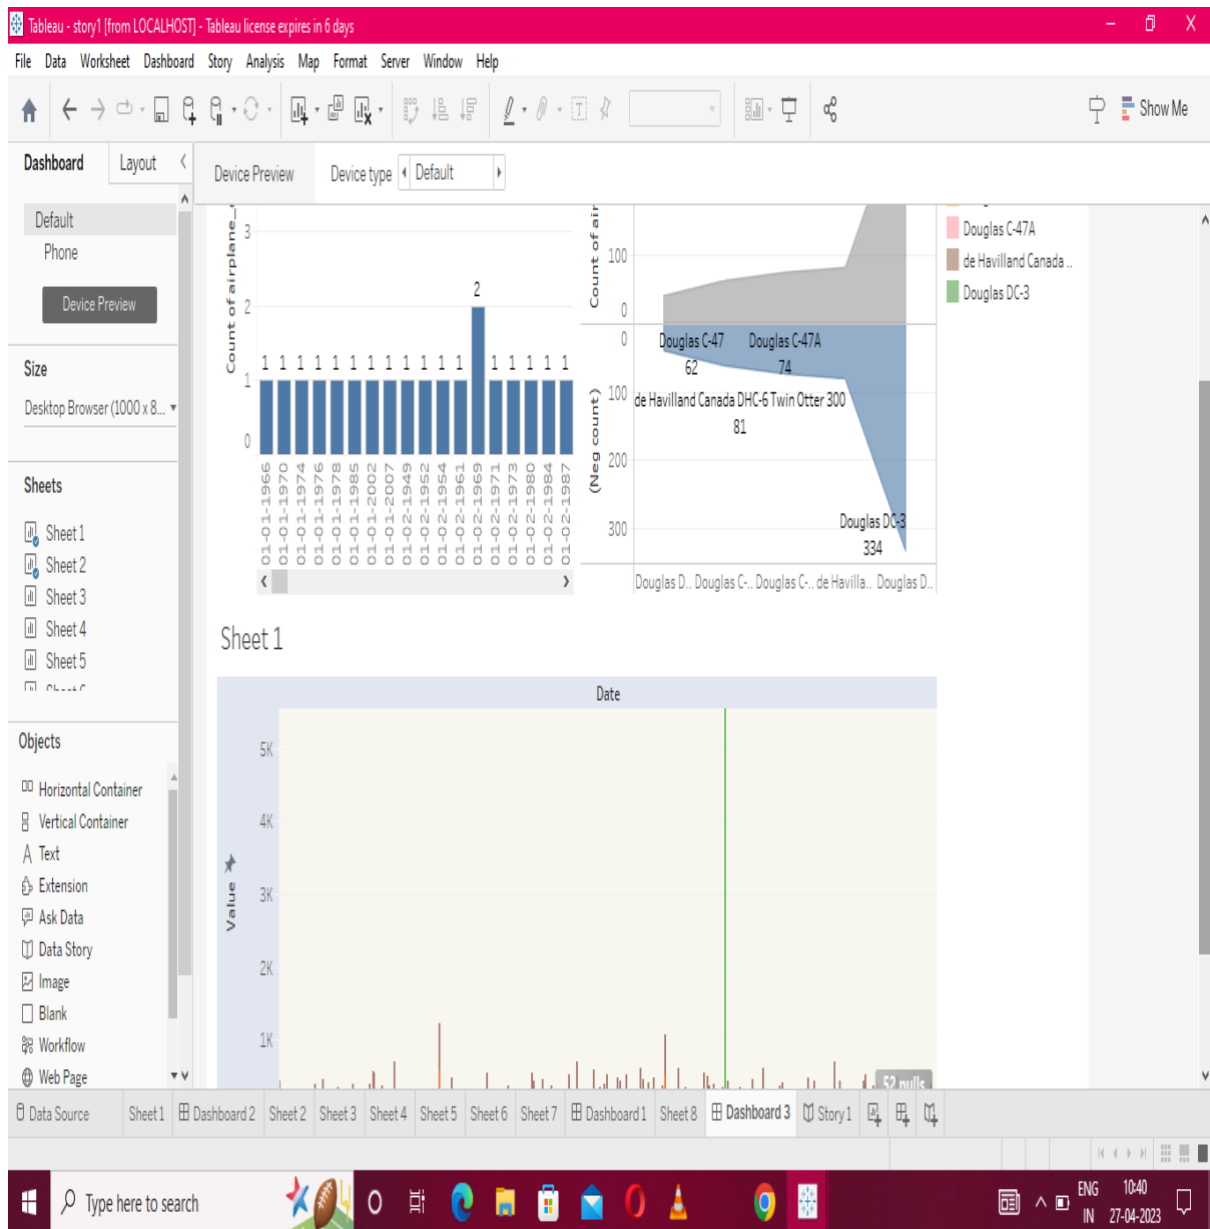 Tableau - story1 [from LOCALHOST] - Tableau license expires in 6 days
File Data Worksheet Dashboard Story Analysis Map Format Server Window Help
Show Me
Dashboard Layout
Device Preview Device type Default
Default
Phone
Device Preview
Size
Desktop Browser (1000 x 8...
Sheets
Sheet 1
Sheet 2
Sheet 3
Sheet 4
Sheet 5
Objects
Horizontal Container
Vertical Container
Text
Extension
Ask Data
Data Story
Image
Blank
Workflow
Web Page
Count of airplane_
3
2
1
0
1 1 1 1 1 1 1 1 1 1 1 1 2 1 1 1 1 1
01-01-1966
01-01-1970
01-01-1974
01-01-1976
01-01-1978
01-01-1985
01-01-2002
01-01-2007
01-02-1949
01-02-1952
01-02-1954
01-02-1961
01-02-1969
01-02-1971
01-02-1973
01-02-1980
01-02-1984
01-02-1987
Count of air
100
0
(Neg count)
0
100
200
300
Douglas C-47
62
Douglas C-47A
74
de Havilland Canada DHC-6 Twin Otter 300
81
Douglas DC-3
334
Douglas D.. Douglas C-.. Douglas C-.. de Havilla.. Douglas D..
Douglas C-47A
de Havilland Canada ..
Douglas DC-3
Sheet 1
Date
Value
5K
4K
3K
2K
1K
52 nulls
Data Source Sheet 1 Dashboard 2 Sheet 2 Sheet 3 Sheet 4 Sheet 5 Sheet 6 Sheet 7 Dashboard 1 Sheet 8 Dashboard 3 Story 1
Type here to search
ENG
IN
10:40
27-04-2023